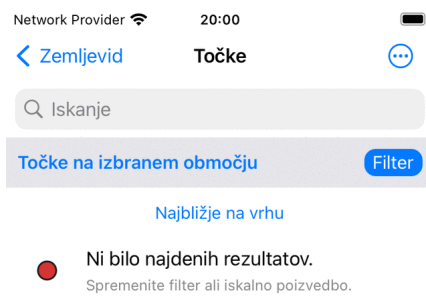 Network Provider 20:00
Zemljevid Točke
Iskanje
Točke na izbranem območju Filter
Najbližje na vrhu
Ni bilo najdenih rezultatov.
Spremenite filter ali iskalno poizvedbo.